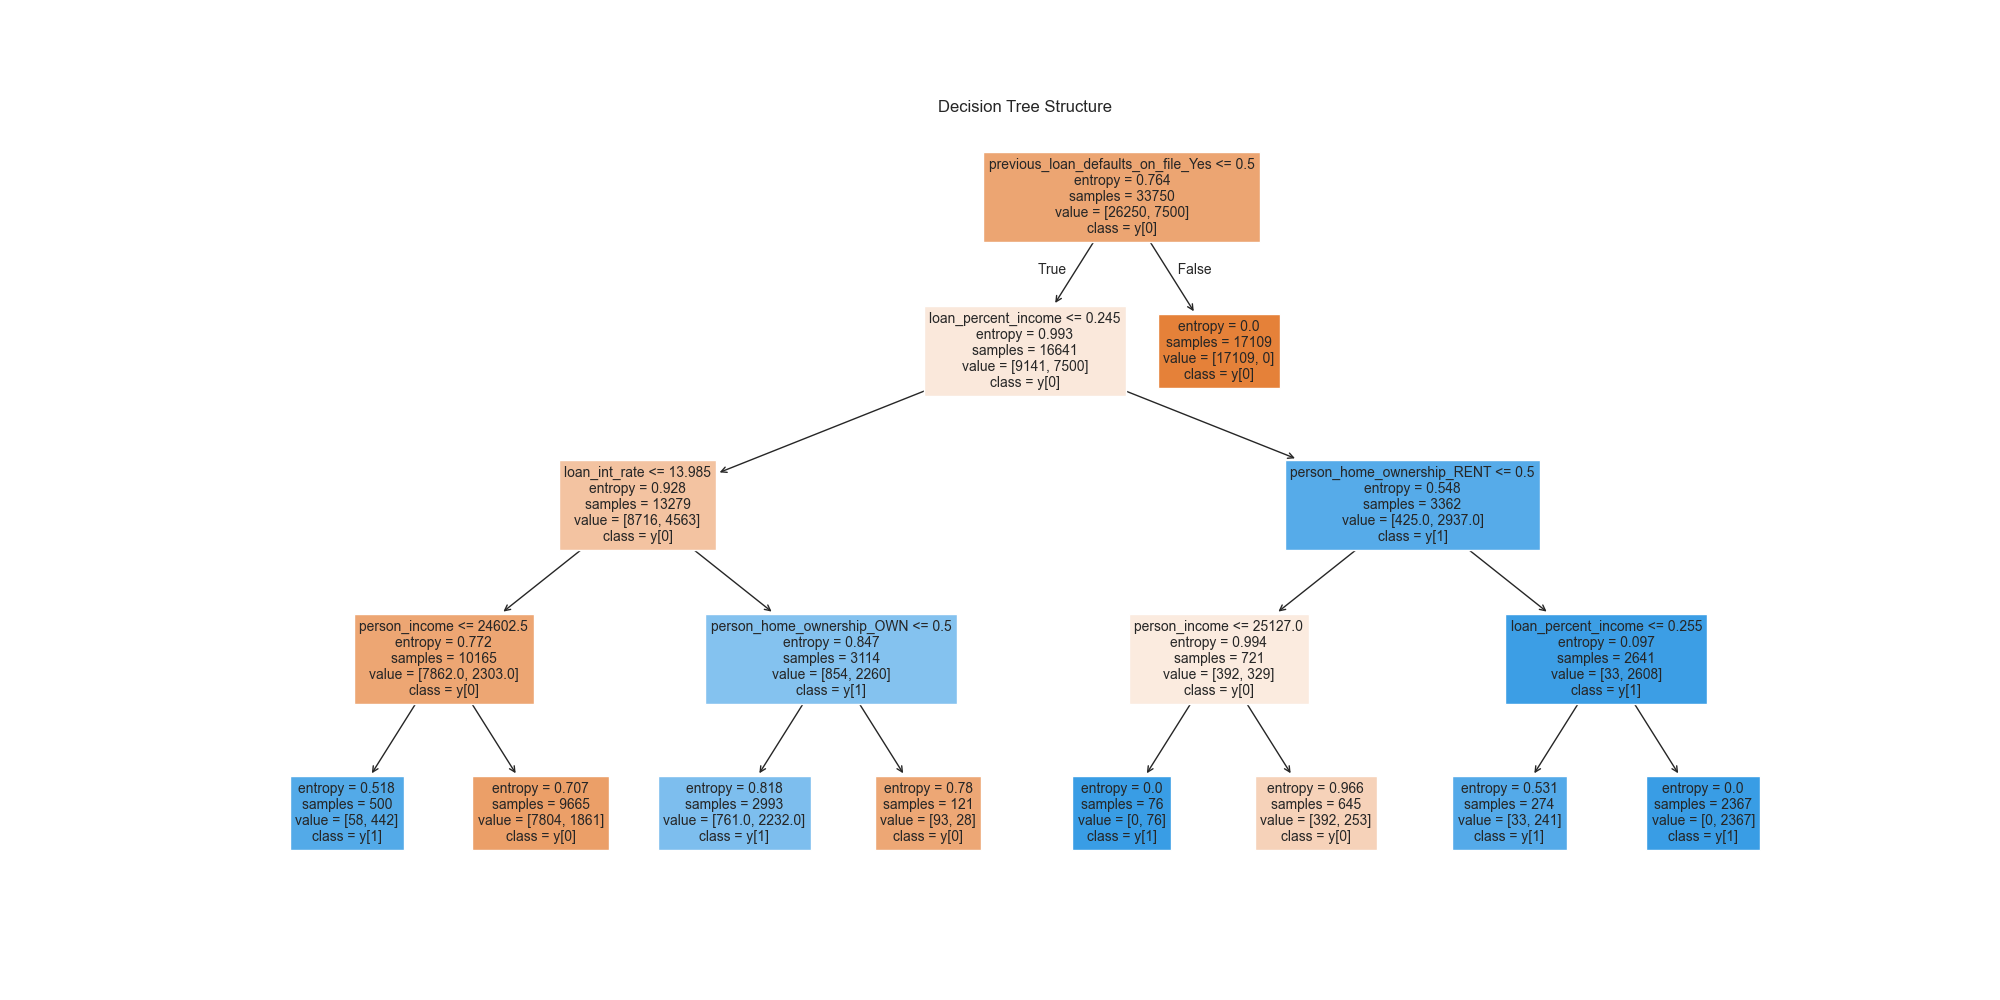 Decision Tree Structure
previous_loan_defaults_on_file_Yes <= 0.5
entropy = 0.764
samples = 33750
value = [26250, 7500]
class = y[0]
True
False
loan_percent_income <= 0.245
entropy = 0.993
samples = 16641
value = [9141, 7500]
class = y[0]
entropy = 0.0
samples = 17109
value = [17109, 0]
class = y[0]
loan_int_rate <= 13.985
entropy = 0.928
samples = 13279
value = [8716, 4563]
class = y[0]
person_home_ownership_RENT <= 0.5
entropy = 0.548
samples = 3362
value = [425.0, 2937.0]
class = y[1]
person_income <= 24602.5
entropy = 0.772
samples = 10165
value = [7862.0, 2303.0]
class = y[0]
person_home_ownership_OWN <= 0.5
entropy = 0.847
samples = 3114
value = [854, 2260]
class = y[1]
person_income <= 25127.0
entropy = 0.994
samples = 721
value = [392, 329]
class = y[0]
loan_percent_income <= 0.255
entropy = 0.097
samples = 2641
value = [33, 2608]
class = y[1]
entropy = 0.518
samples = 500
value = [58, 442]
class = y[1]
entropy = 0.707
samples = 9665
value = [7804, 1861]
class = y[0]
entropy = 0.818
samples = 2993
value = [761.0, 2232.0]
class = y[1]
entropy = 0.78
samples = 121
value = [93, 28]
class = y[0]
entropy = 0.0
samples = 76
value = [0, 76]
class = y[1]
entropy = 0.966
samples = 645
value = [392, 253]
class = y[0]
entropy = 0.531
samples = 274
value = [33, 241]
class = y[1]
entropy = 0.0
samples = 2367
value = [0, 2367]
class = y[1]